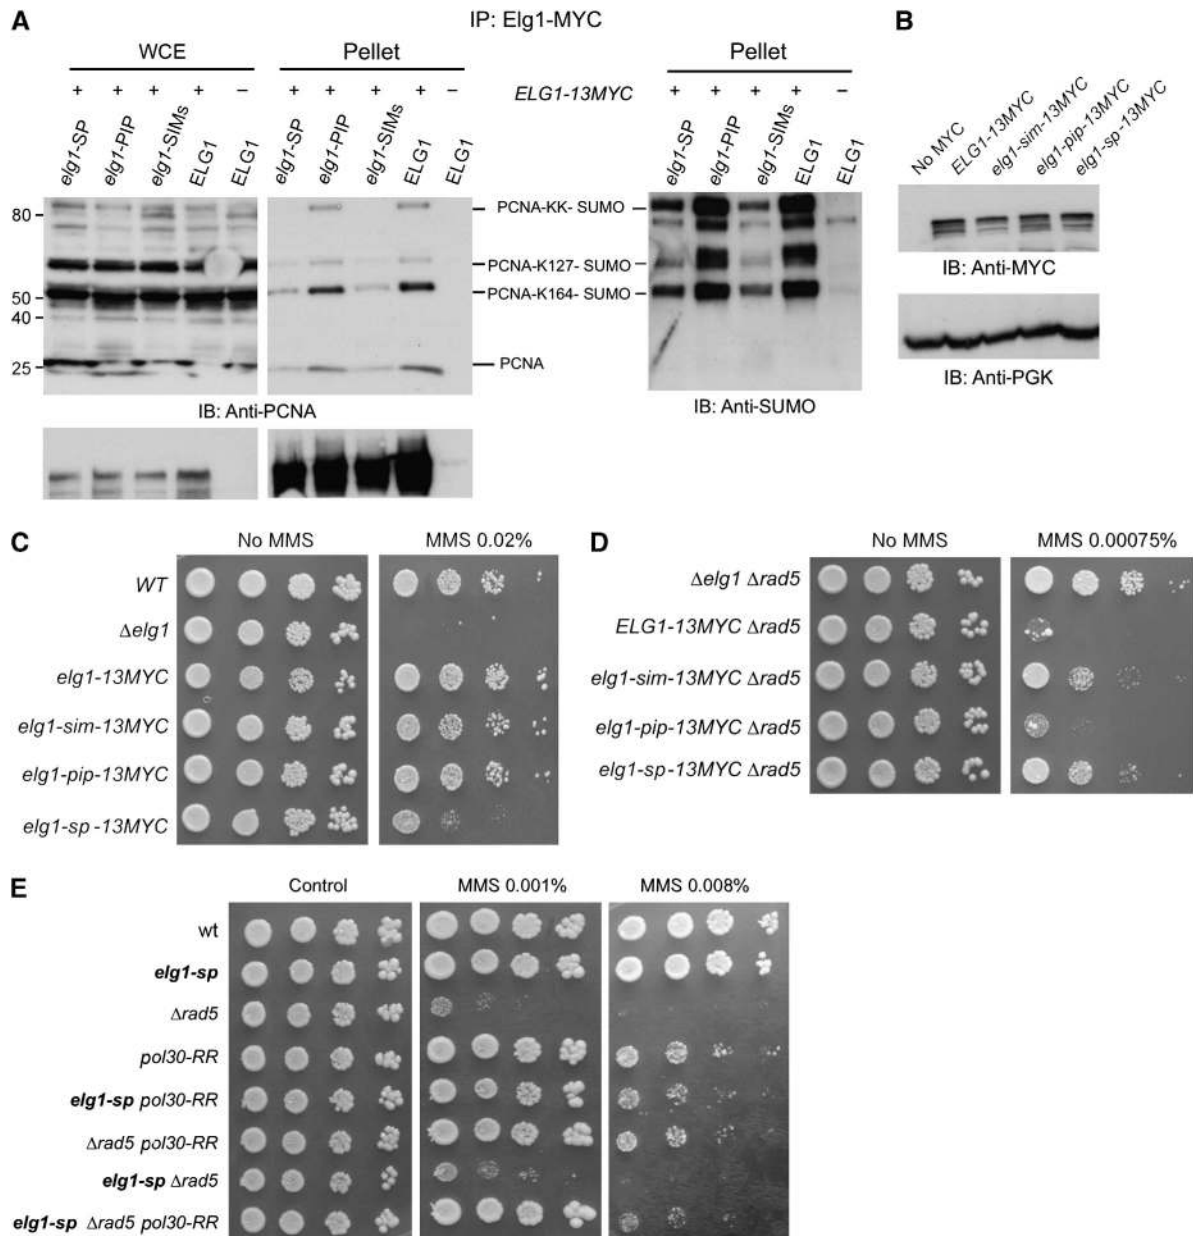 A
IP: Elg1-MYC
WCE
Pellet
+ + + + −
+ + + + −
ELG1-13MYC
elg1-SP
elg1-PIP
elg1-SIMs
ELG1
ELG1
elg1-SP
elg1-PIP
elg1-SIMs
ELG1
ELG1
80
50
40
25
PCNA-KK- SUMO
PCNA-K127- SUMO
PCNA-K164- SUMO
PCNA
IB: Anti-PCNA
Pellet
+ + + + −
elg1-SP
elg1-PIP
elg1-SIMs
ELG1
ELG1
IB: Anti-SUMO
B
No MYC
ELG1-13MYC
elg1-sim-13MYC
elg1-pip-13MYC
elg1-sp-13MYC
IB: Anti-MYC
IB: Anti-PGK
C
No MMS
MMS 0.02%
WT
Δelg1
elg1-13MYC
elg1-sim-13MYC
elg1-pip-13MYC
elg1-sp -13MYC
D
No MMS
MMS 0.00075%
Δelg1 Δrad5
ELG1-13MYC Δrad5
elg1-sim-13MYC Δrad5
elg1-pip-13MYC Δrad5
elg1-sp-13MYC Δrad5
E
Control
MMS 0.001%
MMS 0.008%
wt
elg1-sp
Δrad5
pol30-RR
elg1-sp pol30-RR
Δrad5 pol30-RR
elg1-sp Δrad5
elg1-sp Δrad5 pol30-RR